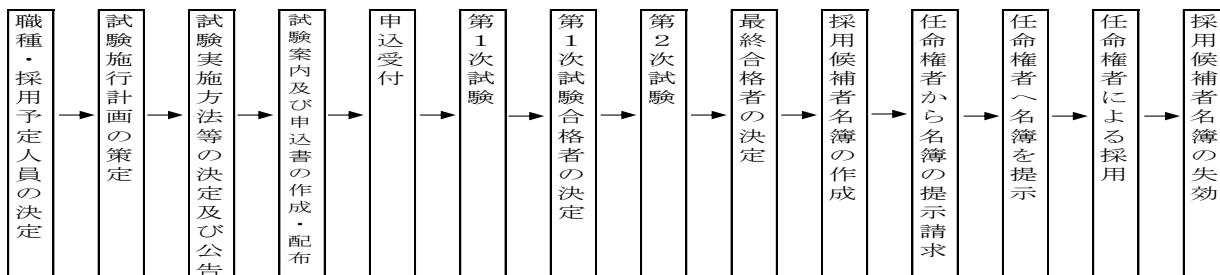 職種・採用予定人員の決定
試験施行計画の策定
試験実施方法等の決定及び公告
試験案内及び申込書の作成・配布
申込受付
第１次試験
第１次試験合格者の決定
第２次試験
最終合格者の決定
採用候補者名簿の作成
任命権者から名簿の提示請求
任命権者へ名簿を提示
任命権者による採用
採用候補者名簿の失効